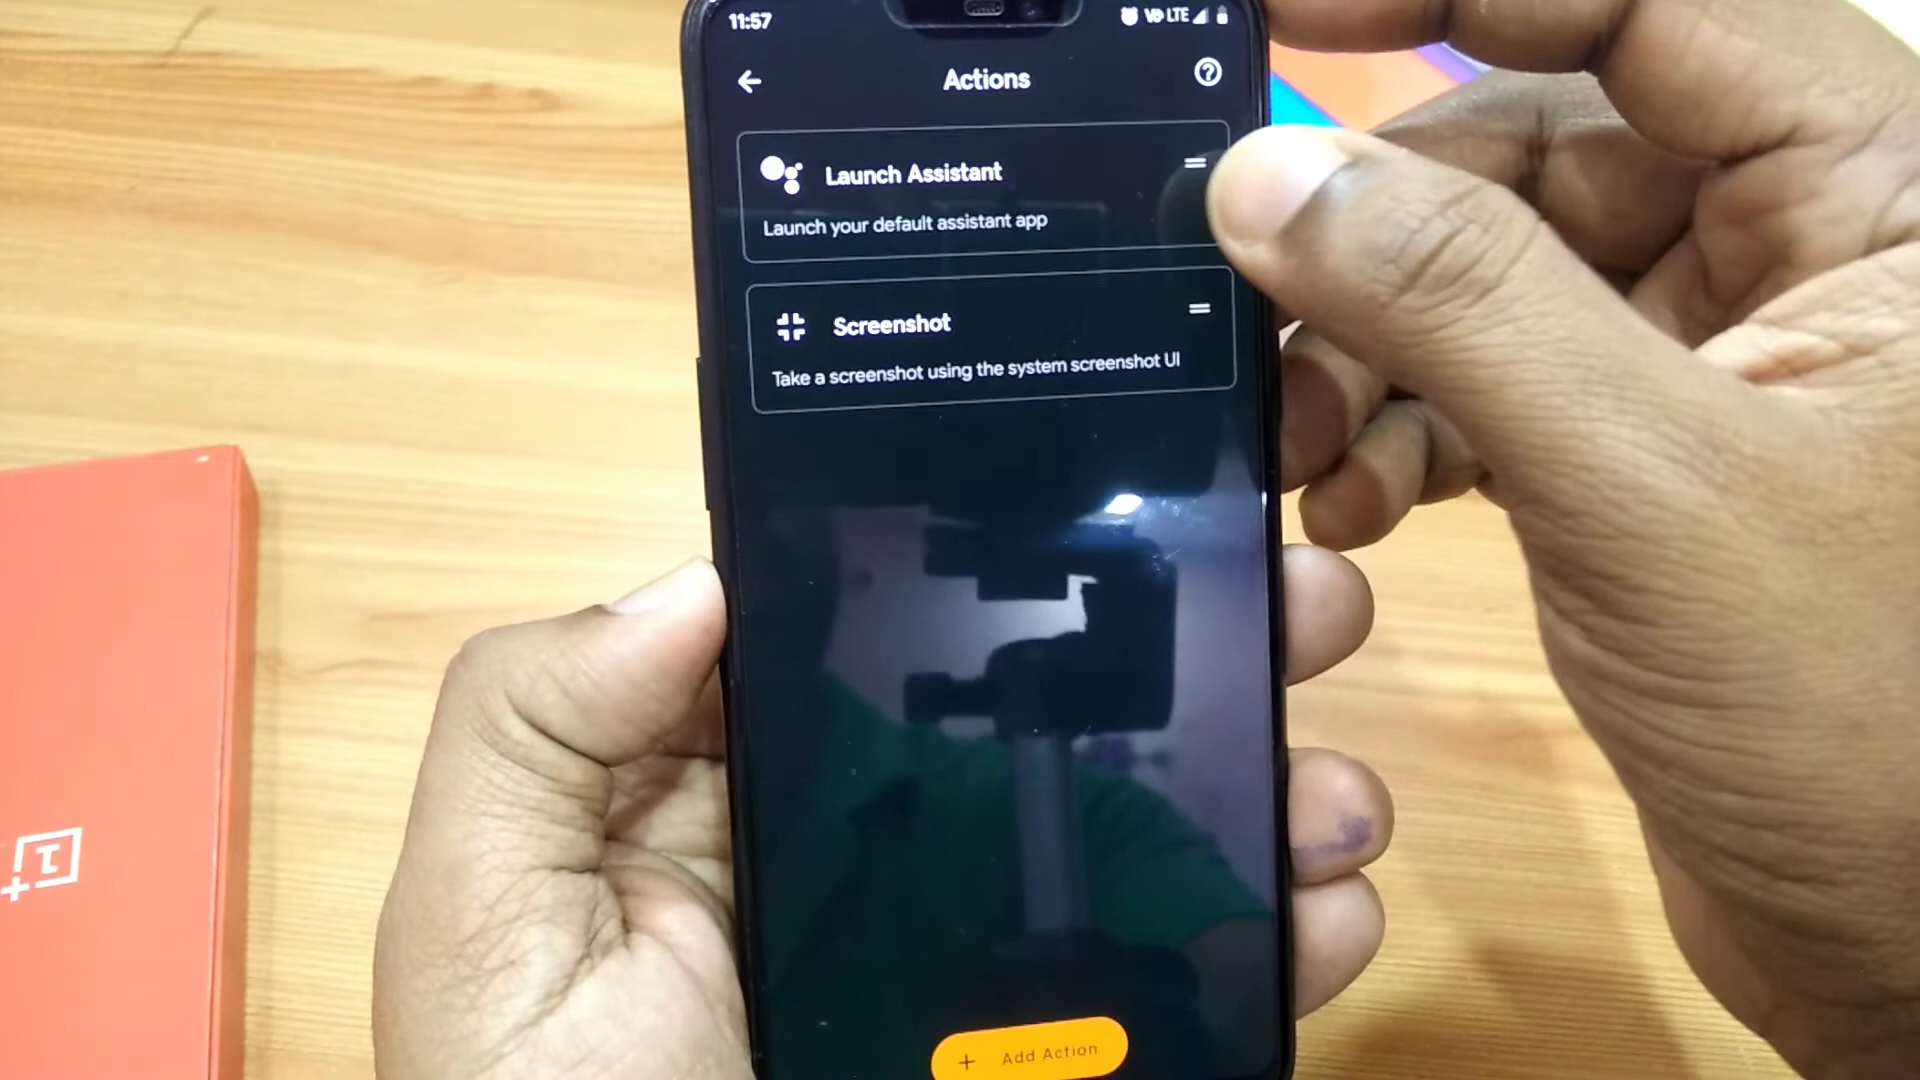 11:57
LTE
Actions
Launch Assistant
Launch your default assistant app
Screenshot
Take a screenshot using the system screenshot UI
+ Add Action
1+